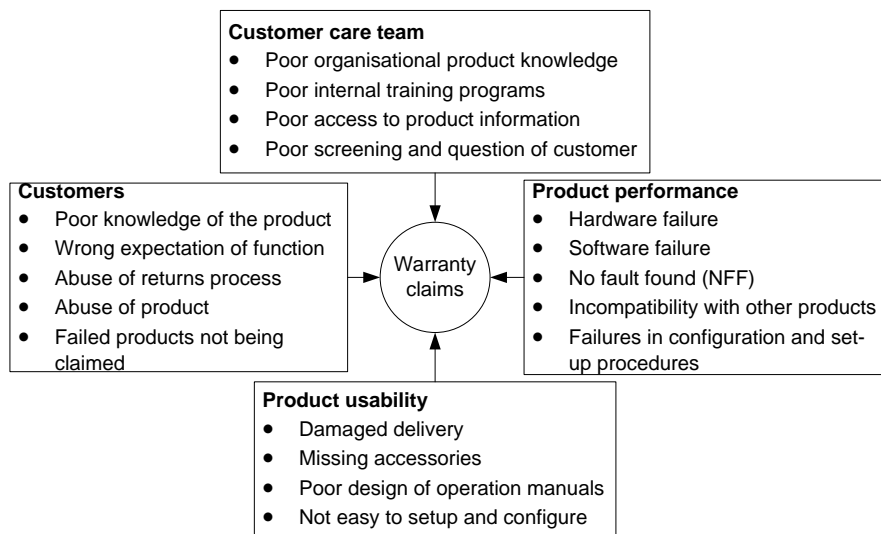 Customer care team
● Poor organisational product knowledge
● Poor internal training programs
● Poor access to product information
● Poor screening and question of customer
Customers
● Poor knowledge of the product
● Wrong expectation of function
● Abuse of returns process
● Abuse of product
● Failed products not being
claimed
Warranty
claims
Product performance
● Hardware failure
● Software failure
● No fault found (NFF)
● Incompatibility with other products
● Failures in configuration and set-
up procedures
Product usability
● Damaged delivery
● Missing accessories
● Poor design of operation manuals
● Not easy to setup and configure